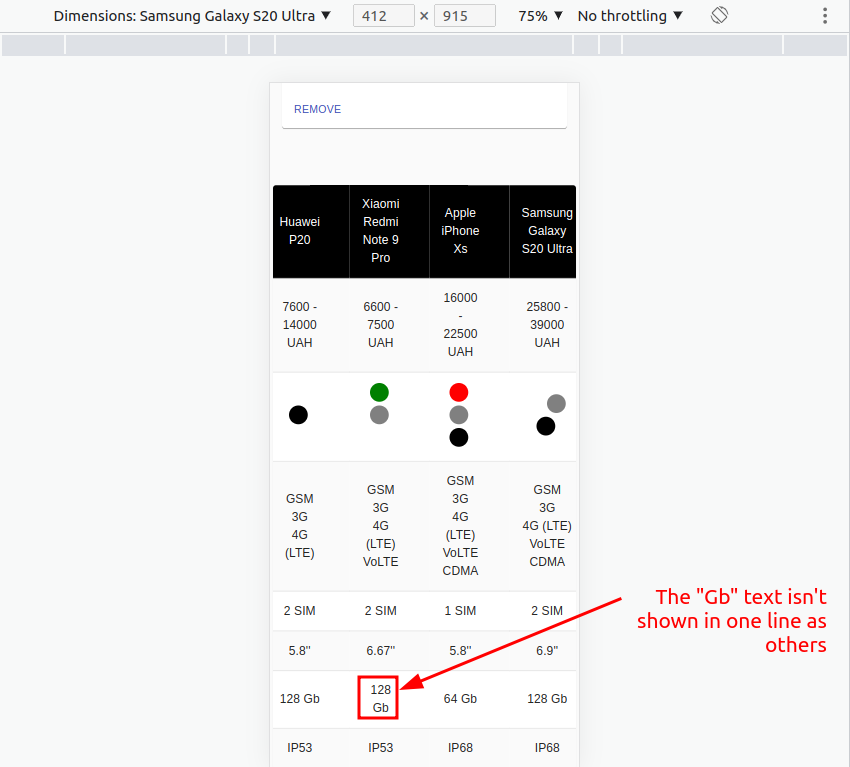 Dimensions: Samsung Galaxy S20 Ultra ▼ 412 × 915 75% ▼ No throttling ▼
REMOVE
Huawei
P20
Xiaomi
Redmi
Note 9
Pro
Apple
iPhone
Xs
Samsung
Galaxy
S20 Ultra
7600 -
14000
UAH
6600 -
7500
UAH
16000
-
22500
UAH
25800 -
39000
UAH
GSM
3G
4G
(LTE)
GSM
3G
4G
(LTE)
VoLTE
GSM
3G
4G
(LTE)
VoLTE
CDMA
GSM
3G
4G (LTE)
VoLTE
CDMA
2 SIM
2 SIM
1 SIM
2 SIM
5.8"
6.67"
5.8"
6.9"
128 Gb
128
Gb
64 Gb
128 Gb
IP53
IP53
IP68
IP68
The "Gb" text isn't
shown in one line as
others